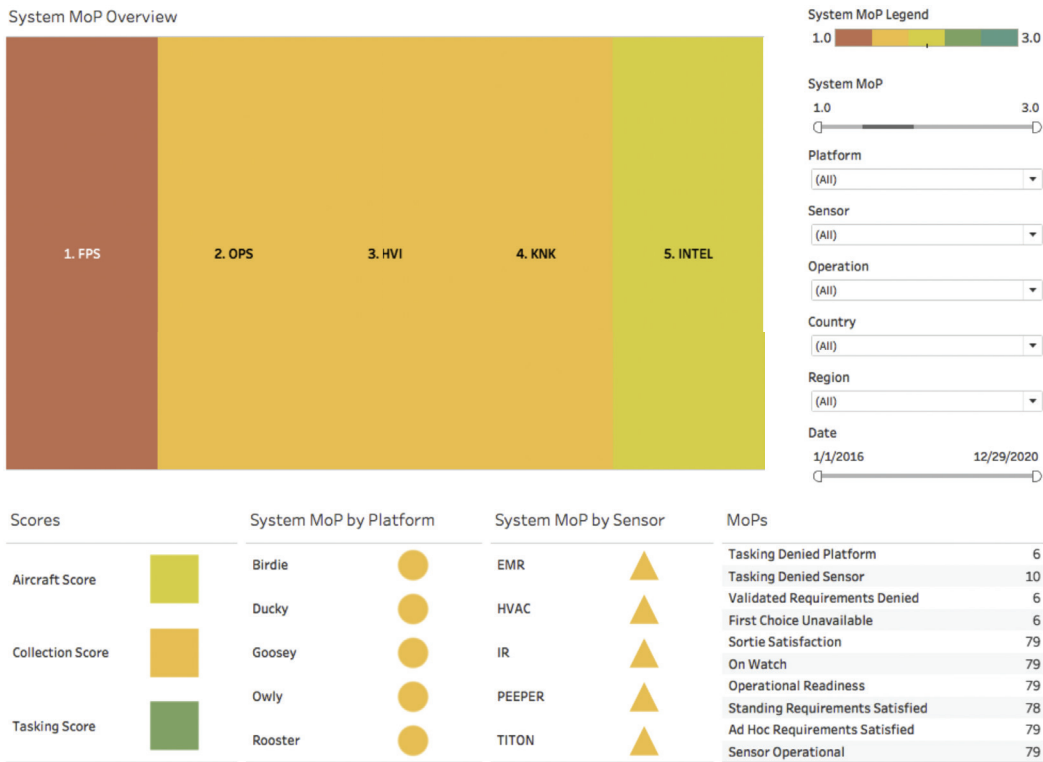 System MoP Overview
1. FPS
2. OPS
3. HVI
4. KNK
5. INTEL
System MoP Legend
1.0 3.0
System MoP
1.0 3.0
Platform
(All)
Sensor
(All)
Operation
(All)
Country
(All)
Region
(All)
Date
1/1/2016 12/29/2020
Scores
Aircraft Score
Collection Score
Tasking Score
System MoP by Platform
Birdie
Ducky
Goosey
Owly
Rooster
System MoP by Sensor
EMR
HVAC
IR
PEEPER
TITON
MoPs
Tasking Denied Platform 6
Tasking Denied Sensor 10
Validated Requirements Denied 6
First Choice Unavailable 6
Sortie Satisfaction 79
On Watch 79
Operational Readiness 79
Standing Requirements Satisfied 78
Ad Hoc Requirements Satisfied 79
Sensor Operational 79